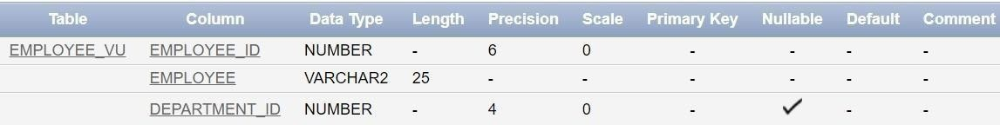 Table Column Data Type Length Precision Scale Primary Key Nullable Default Comment
EMPLOYEE_VU EMPLOYEE_ID NUMBER - 6 0 - - - -
EMPLOYEE VARCHAR2 25 - - - - - -
DEPARTMENT_ID NUMBER - 4 0 - ✓ - -